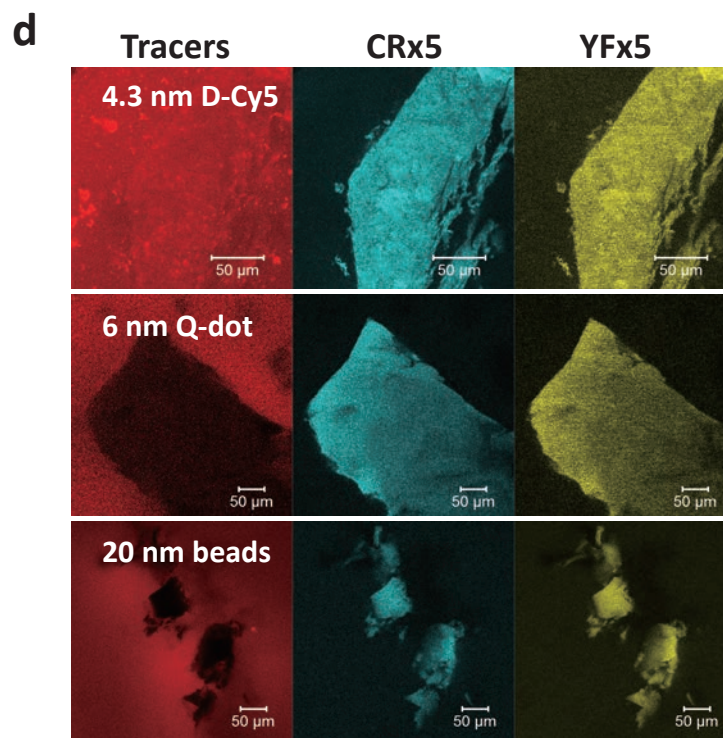 d
Tracers CRx5 YFx5
4.3 nm D-Cy5
50 µm 50 µm 50 µm
6 nm Q-dot
50 µm 50 µm 50 µm
20 nm beads
50 µm 50 µm 50 µm